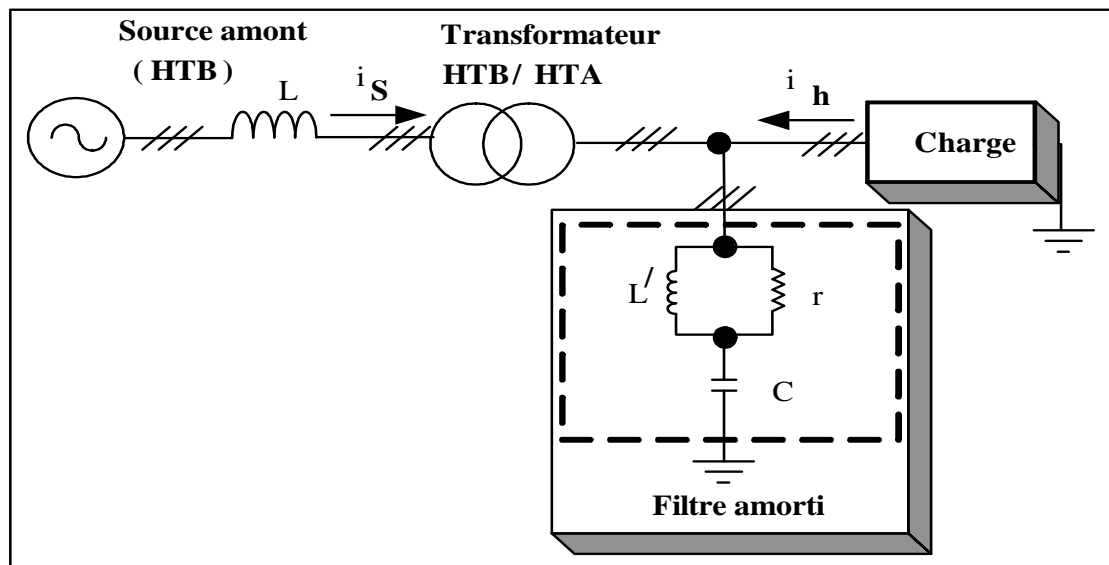 Source amont
( HTB )
Transformateur
HTB/ HTA
L
i S
i h
Charge
L/
r
C
Filtre amorti